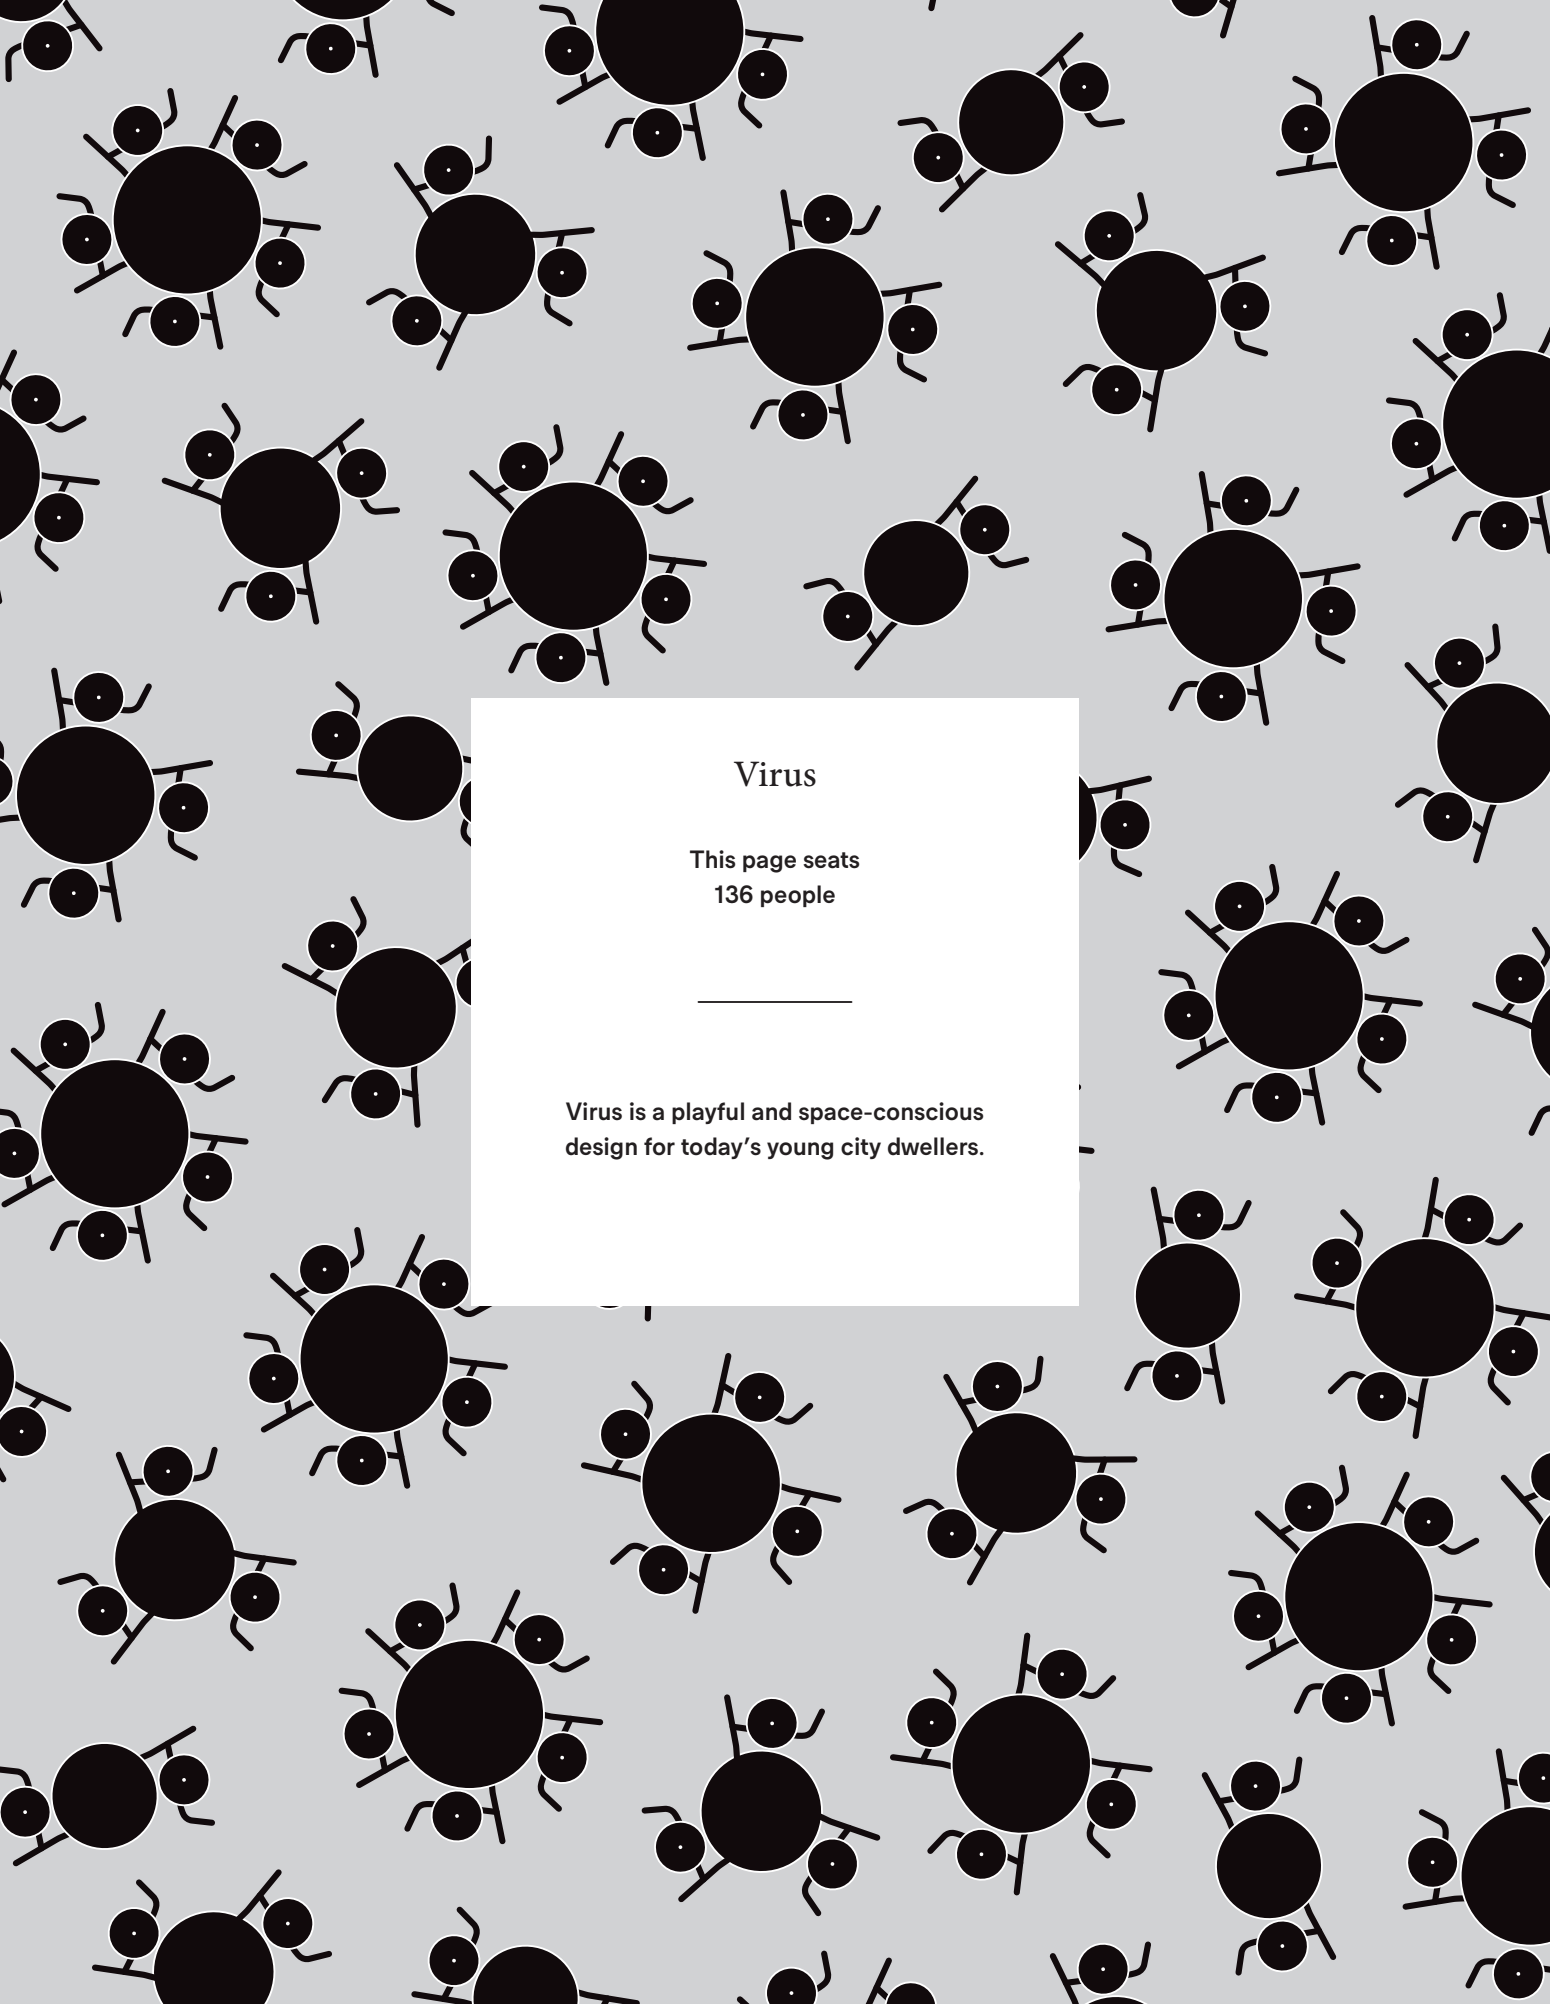 Virus
This page seats
136 people
Virus is a playful and space-conscious
design for today’s young city dwellers.